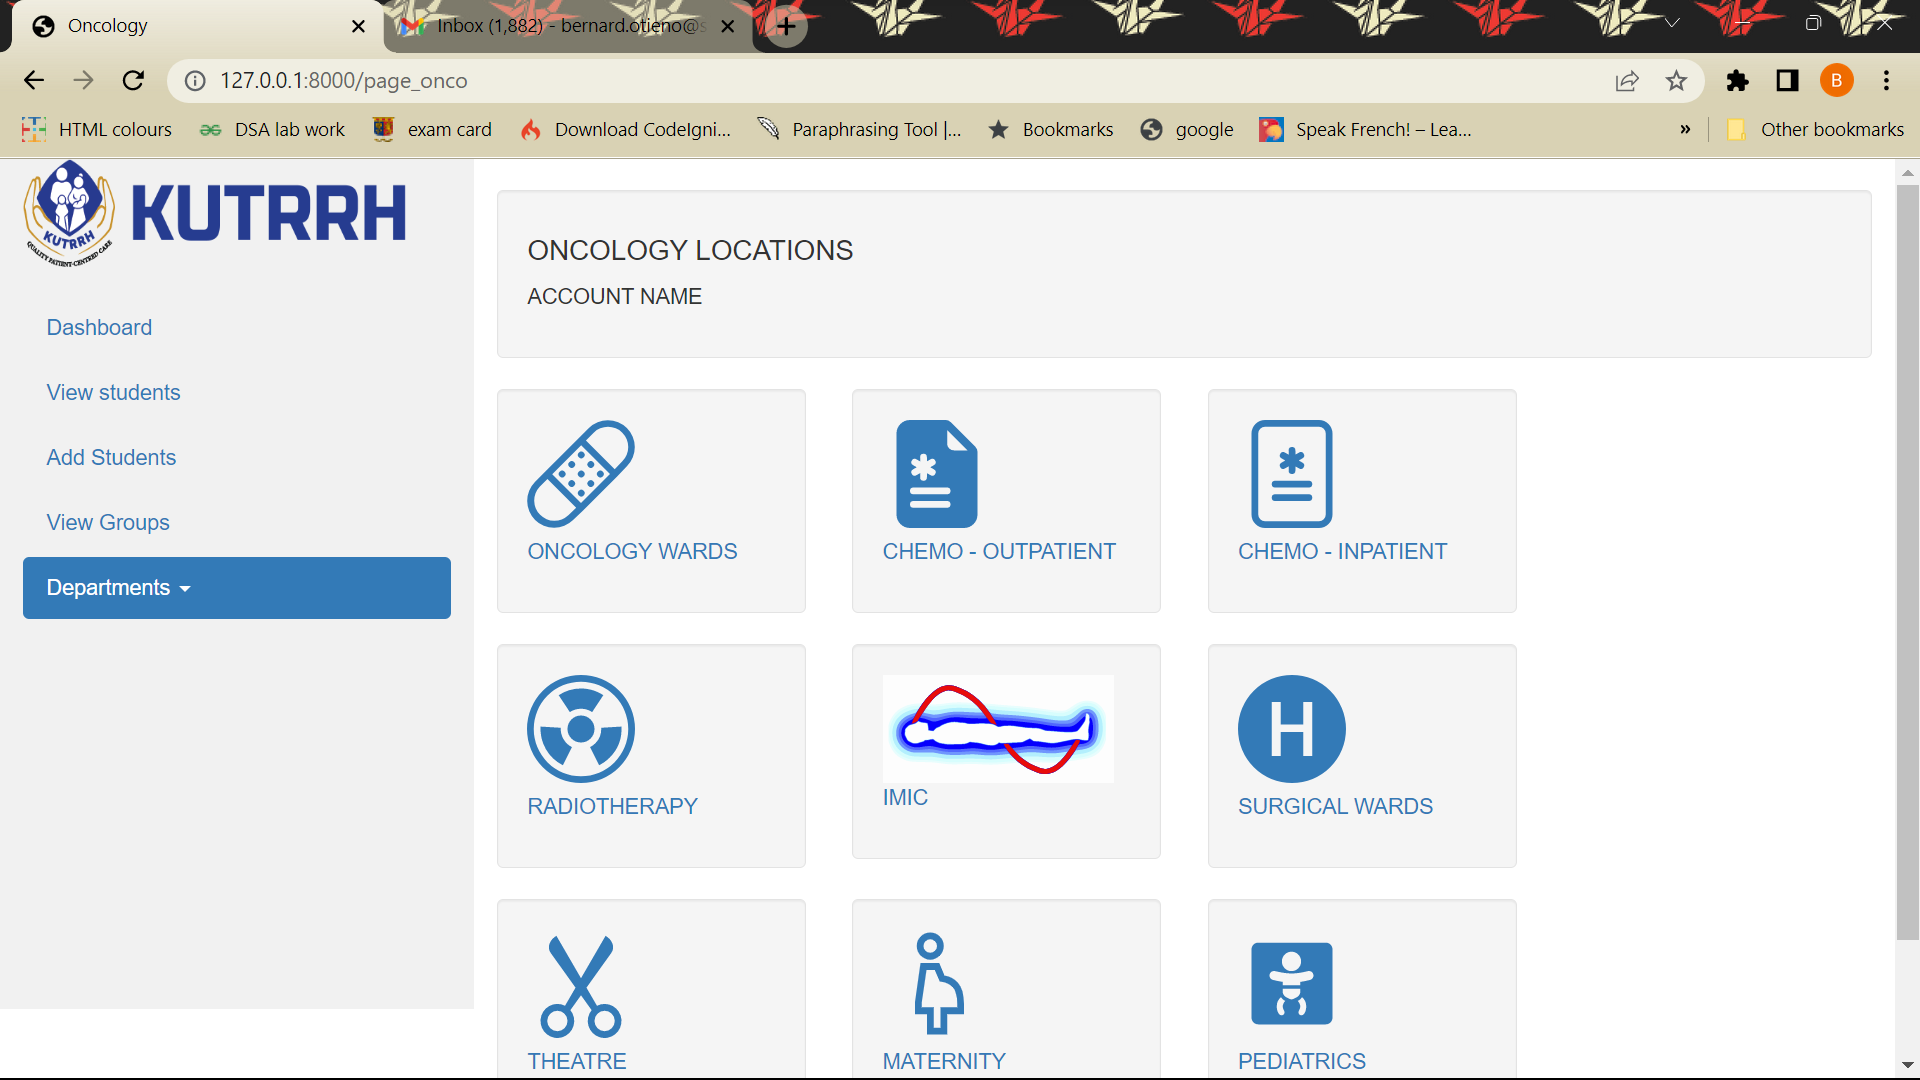 Oncology
Inbox (1,882) - bernard.otieno@s
127.0.0.1:8000/page_onco
B
HTML colours
DSA lab work
exam card
Download CodeIgni...
Paraphrasing Tool |...
Bookmarks
google
Speak French! – Lea...
»
Other bookmarks
KUTRRH
QUALITY PATIENT-CENTRED CARE
KUTRRH
Dashboard
View students
Add Students
View Groups
Departments
ONCOLOGY LOCATIONS
ACCOUNT NAME
ONCOLOGY WARDS
CHEMO - OUTPATIENT
CHEMO - INPATIENT
RADIOTHERAPY
IMIC
H
SURGICAL WARDS
THEATRE
MATERNITY
PEDIATRICS